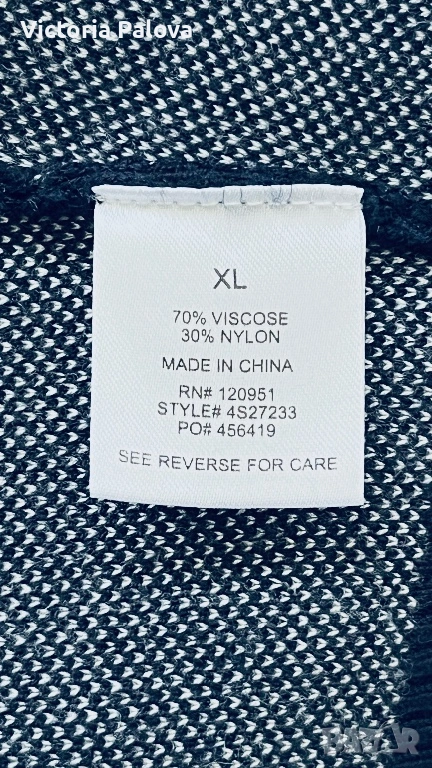 Victoria Palova
XL
70% VISCOSE
30% NYLON
MADE IN CHINA
RN# 120951
STYLE# 4S27233
PO# 456419
SEE REVERSE FOR CARE
BAZAR